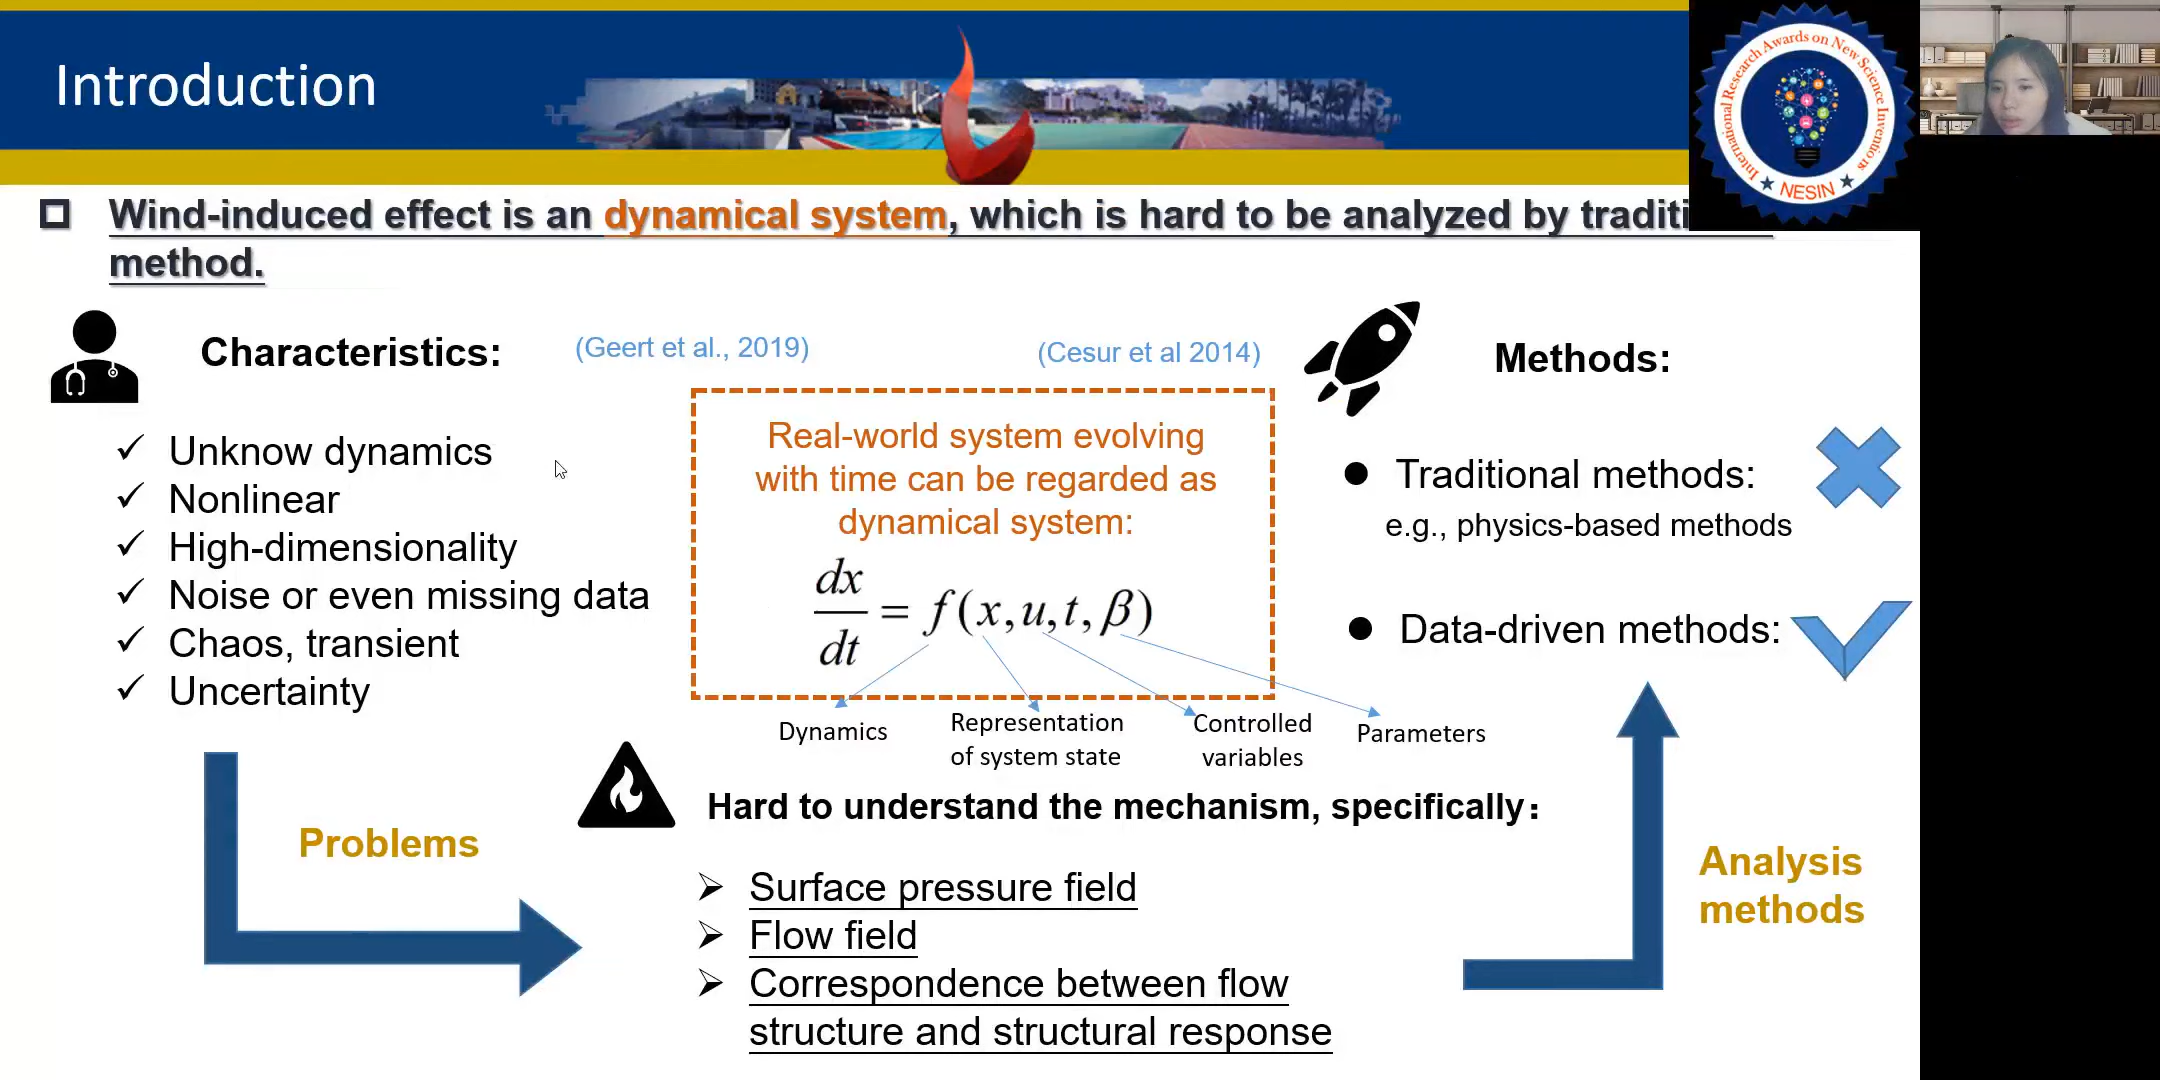 Introduction
International Research Awards on New Science Inventions
NESIN
Wind-induced effect is an dynamical system, which is hard to be analyzed by
method.
Characteristics:
(Geert et al., 2019)
(Cesur et al 2014)
Methods:
Unknow dynamics
Nonlinear
High-dimensionality
Noise or even missing data
Chaos, transient
Uncertainty
Real-world system evolving
with time can be regarded as
dynamical system:
dx/dt = f(x,u,t,β)
Dynamics
Representation
of system state
Controlled
variables
Parameters
Traditional methods:
e.g., physics-based methods
Data-driven methods:
Problems
Hard to understand the mechanism, specifically：
Surface pressure field
Flow field
Correspondence between flow
structure and structural response
Analysis
methods